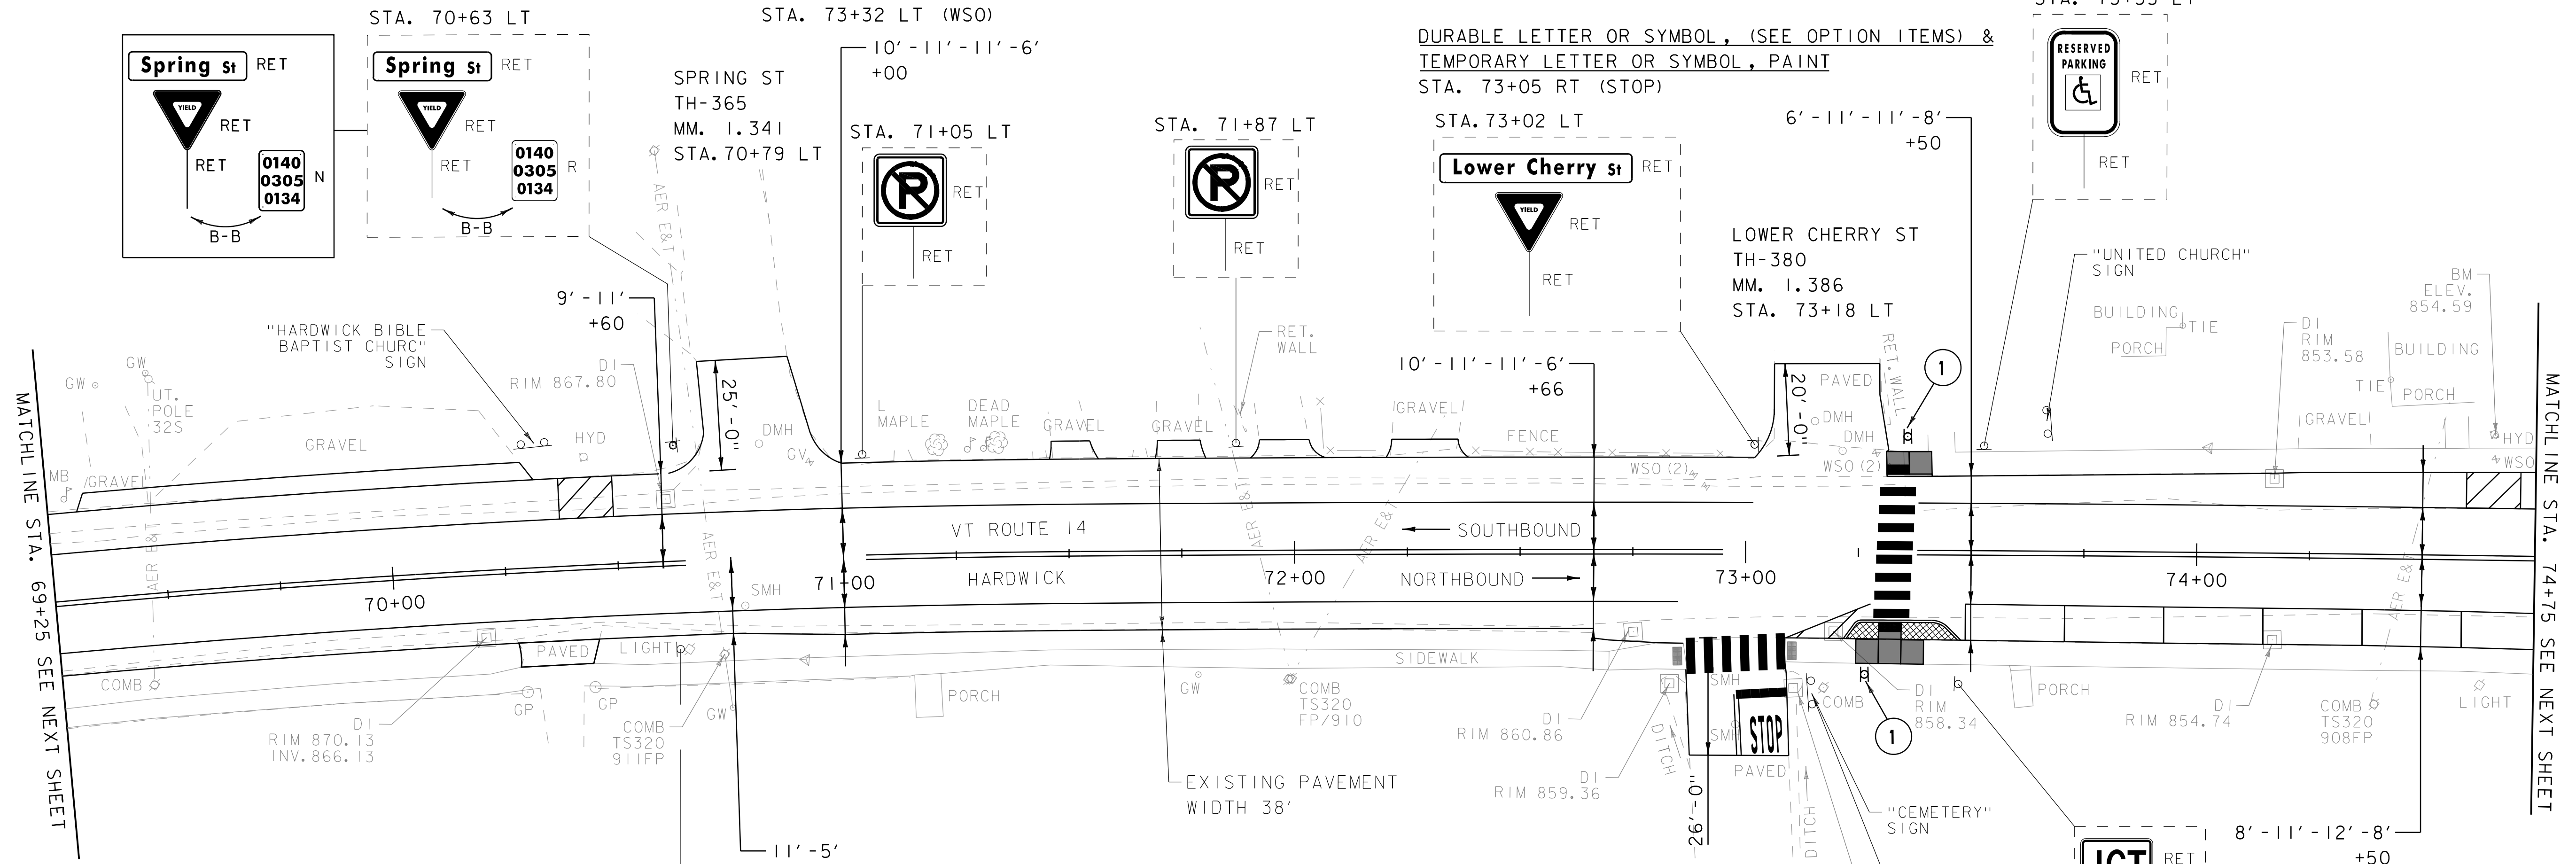 STA. 70+63 LT
Spring St RET
YIELD
RET
RET
0140
0305
0134
N
B-B
Spring St RET
YIELD
RET
RET
0140
0305
0134
R
B-B
STA. 73+32 LT (WSO)
10'-11'-11'-6'
+00
SPRING ST
TH-365
MM. 1.341
STA.70+79 LT
STA. 71+05 LT
P
RET
RET
STA. 71+87 LT
P
RET
RET
DURABLE LETTER OR SYMBOL, (SEE OPTION ITEMS) &
TEMPORARY LETTER OR SYMBOL, PAINT
STA. 73+05 RT (STOP)
STA.73+02 LT
Lower Cherry St RET
YIELD
RET
RET
6'-11'-11'-8'
+50
RESERVED
PARKING
RET
RET
LOWER CHERRY ST
TH-380
MM. 1.386
STA. 73+18 LT
"UNITED CHURCH"
SIGN
BM
ELEV.
854.59
BUILDING
TIE
PORCH
DI
RIM
853.58
BUILDING
TIE
PORCH
9'-11'
+60
"HARDWICK BIBLE
BAPTIST CHURC"
SIGN
DI
RIM 867.80
AER E&T
RET.
WALL
10'-11'-11'-6'
+66
RET. WALL
1
MATCHLINE STA. 69+25 SEE NEXT SHEET
GW
GW
UT.
POLE
32S
GRAVEL
MB
GRAVEL
HYD
25'-0"
DMH
GV
L
MAPLE
DEAD
MAPLE
GRAVEL
GRAVEL
GRAVEL
FENCE
WSO (2)
20'-0"
PAVED
DMH
DMH
WSO (2)
GRAVEL
HYD
WSO
MATCHLINE STA. 74+75 SEE NEXT SHEET
AER E&T
AER E&T
AER E&T
AER E&T
AER E&T
VT ROUTE 14
SOUTHBOUND
HARDWICK
NORTHBOUND
70+00
71+00
72+00
73+00
74+00
SMH
COMB
PAVED
LIGHT
SIDEWALK
GP
GP
GW
PORCH
GW
COMB
TS320
FP/910
DI
RIM 870.13
INV.866.13
COMB
TS320
911FP
DI
RIM 860.86
DI
RIM 859.36
DITCH
SMH
SMH
STOP
PAVED
26'-0"
DITCH
COMB
DI
RIM
858.34
1
"CEMETERY"
SIGN
PORCH
DI
RIM 854.74
COMB
TS320
908FP
LIGHT
EXISTING PAVEMENT
WIDTH 38'
11'-5'
JCT
RET
8'-11'-12'-8'
+50